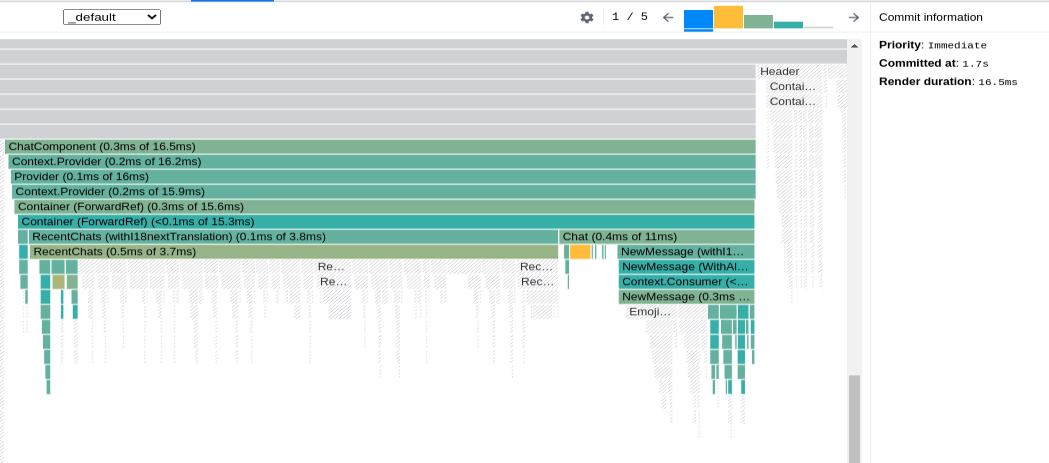 _default
1 / 5
Commit information
Priority: Immediate
Committed at: 1.7s
Render duration: 16.5ms
Header
Contai…
Contai…
ChatComponent (0.3ms of 16.5ms)
Context.Provider (0.2ms of 16.2ms)
Provider (0.1ms of 16ms)
Context.Provider (0.2ms of 15.9ms)
Container (ForwardRef) (0.3ms of 15.6ms)
Container (ForwardRef) (<0.1ms of 15.3ms)
RecentChats (withI18nextTranslation) (0.1ms of 3.8ms)
Chat (0.4ms of 11ms)
RecentChats (0.5ms of 3.7ms)
NewMessage (withI1…
Re…
Rec…
NewMessage (WithAl…
Re…
Rec…
Context.Consumer (<…
NewMessage (0.3ms …
Emoji…